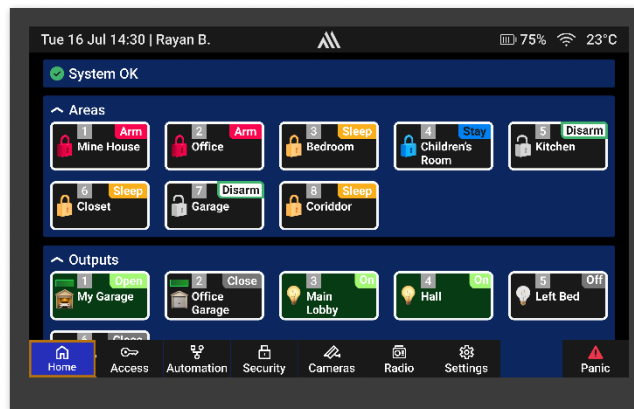 Tue 16 Jul 14:30 | Rayan B.
75%
23°C
System OK
Areas
1 Arm
Mine House
2 Arm
Office
3 Sleep
Bedroom
4 Stay
Children's
Room
5 Disarm
Kitchen
6 Sleep
Closet
7 Disarm
Garage
8 Sleep
Coriddor
Outputs
1 Open
My Garage
2 Close
Office
Garage
3 On
Main
Lobby
4 On
Hall
5 Off
Left Bed
6 Close
Home
Access
Automation
Security
Cameras
Radio
Settings
Panic